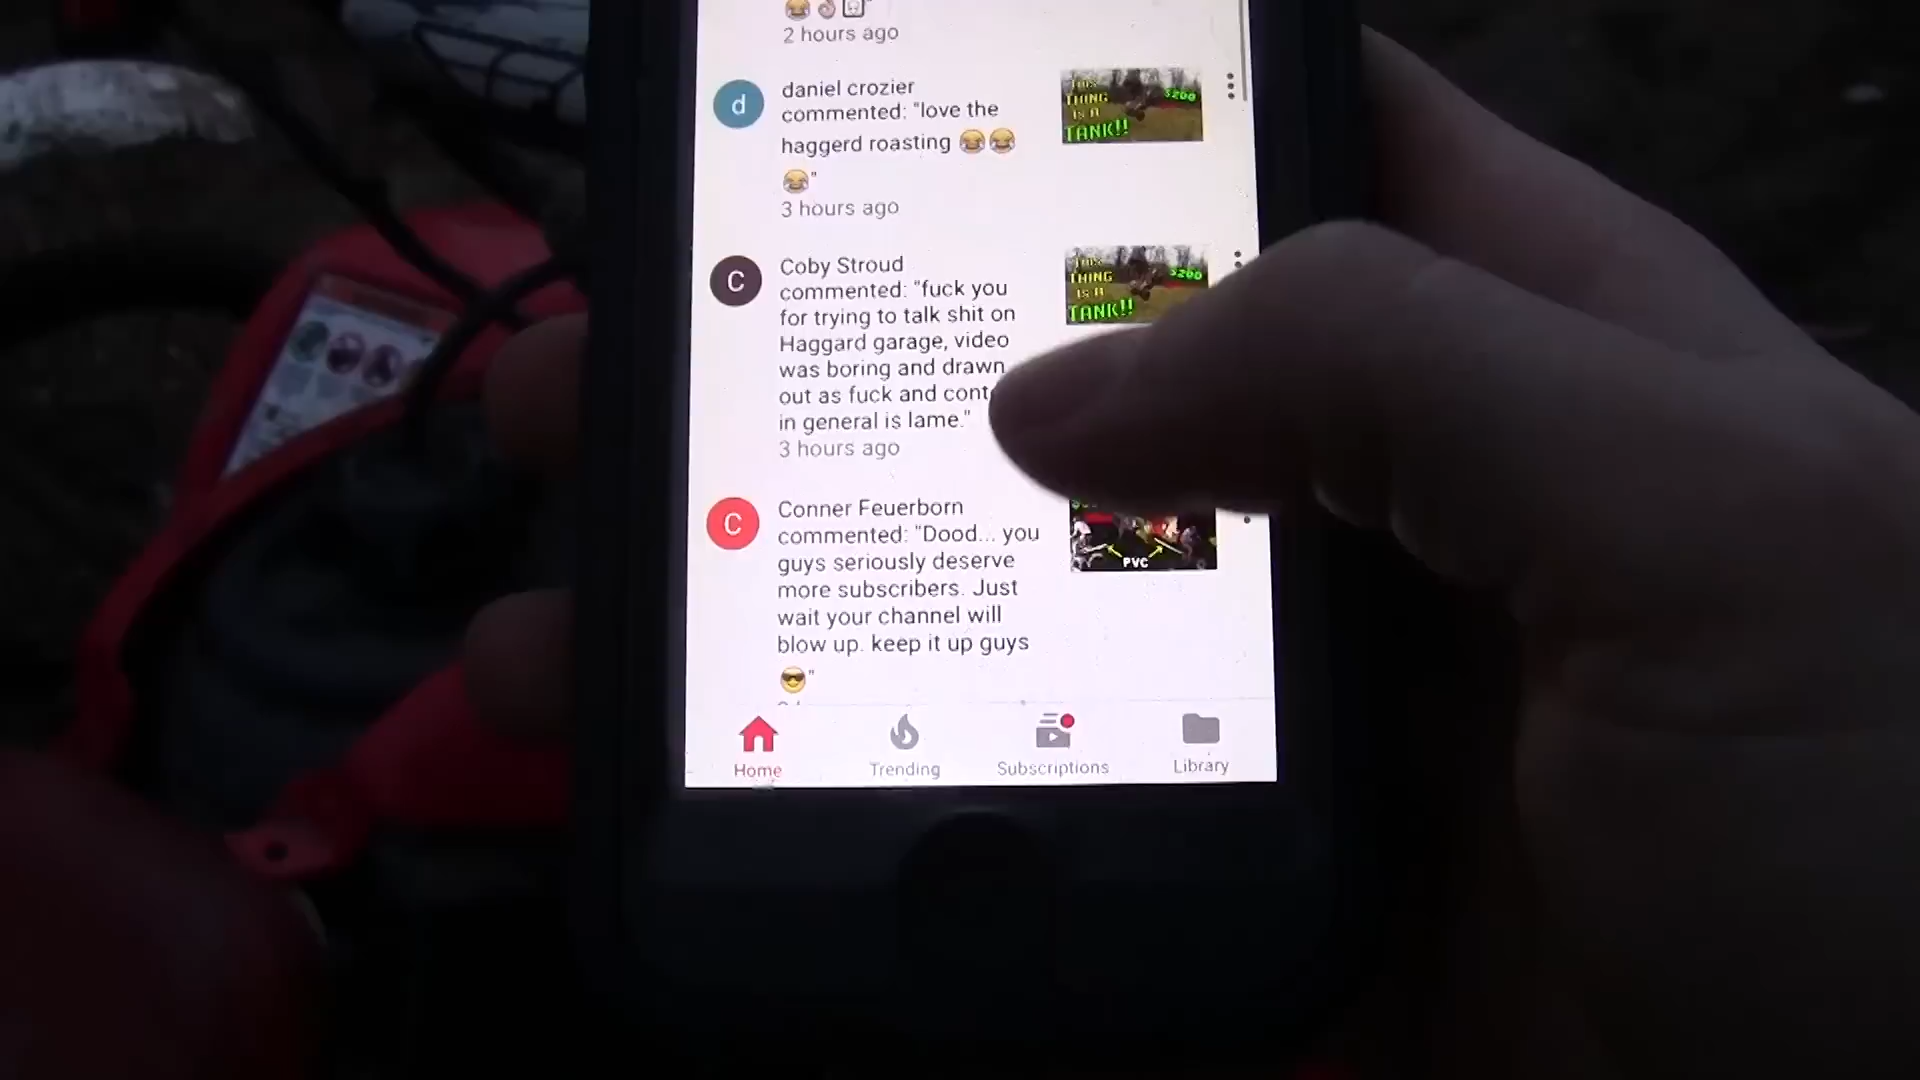 2 hours ago
daniel crozier
commented: "love the
haggerd roasting 😂😂
😂"
3 hours ago
THIS
THING
IS A
TANK!!
$200
d
Coby Stroud
commented: "fuck you
for trying to talk shit on
Haggard garage, video
was boring and drawn
out as fuck and
in general is lame."
3 hours ago
THIS
THING
IS A
TANK!!
$200
C
Conner Feuerborn
commented: "Dood... you
guys seriously deserve
more subscribers. Just
wait your channel will
blow up. keep it up guys
😎"
PVC
C
Home
Trending
Subscriptions
Library